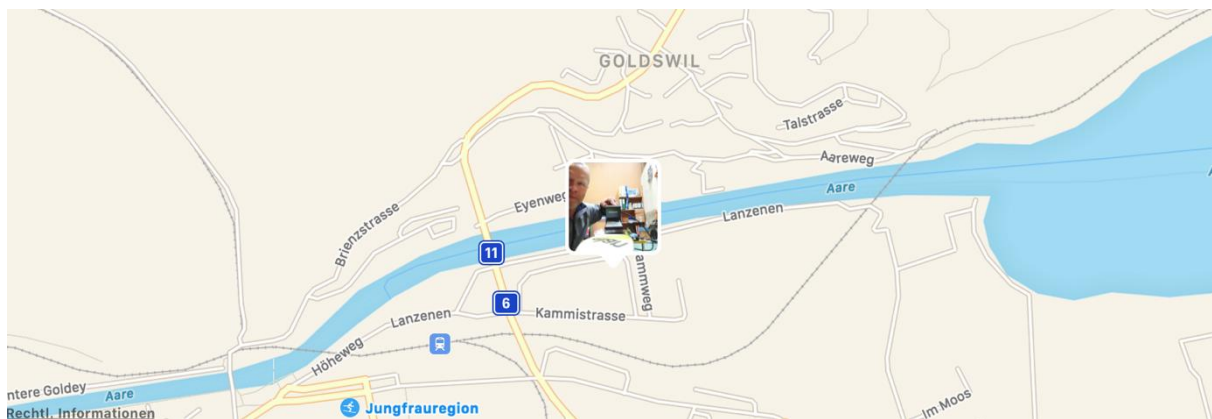 GOLDSWIL
Talstrasse
Aareweg
Aare
Eyenweg
Lanzenen
Brienzstrasse
11
ammweg
6
Lanzenen
Kammistrasse
Höheweg
ntere Goldey
Aare
Im Moos
Rechtl. Informationen
Jungfrauregion